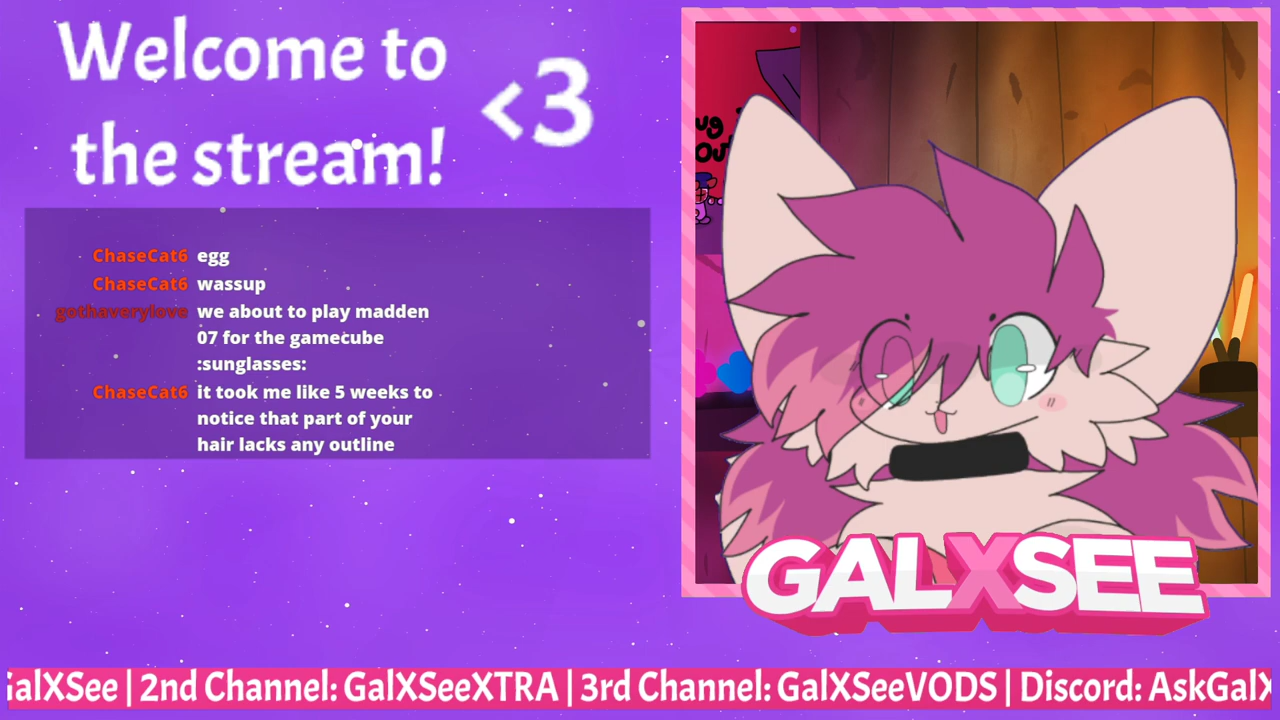 Welcome to
the stream!
<3
ChaseCat6 egg
ChaseCat6 wassup
gothaverylove we about to play madden
07 for the gamecube
:sunglasses:
ChaseCat6 it took me like 5 weeks to
notice that part of your
hair lacks any outline
GALXSEE
GalXSee | 2nd Channel: GalXSeeXTRA | 3rd Channel: GalXSeeVODS | Discord: AskGalX